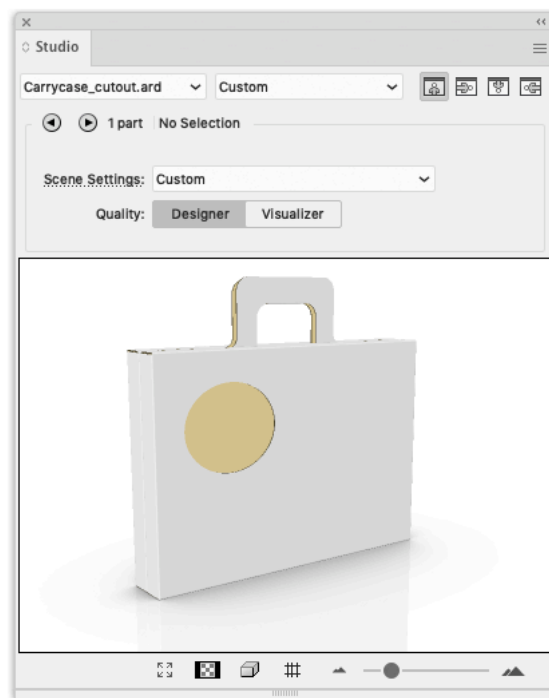 Studio
Carrycase_cutout.ard Custom
1 part No Selection
Scene Settings: Custom
Quality: Designer Visualizer